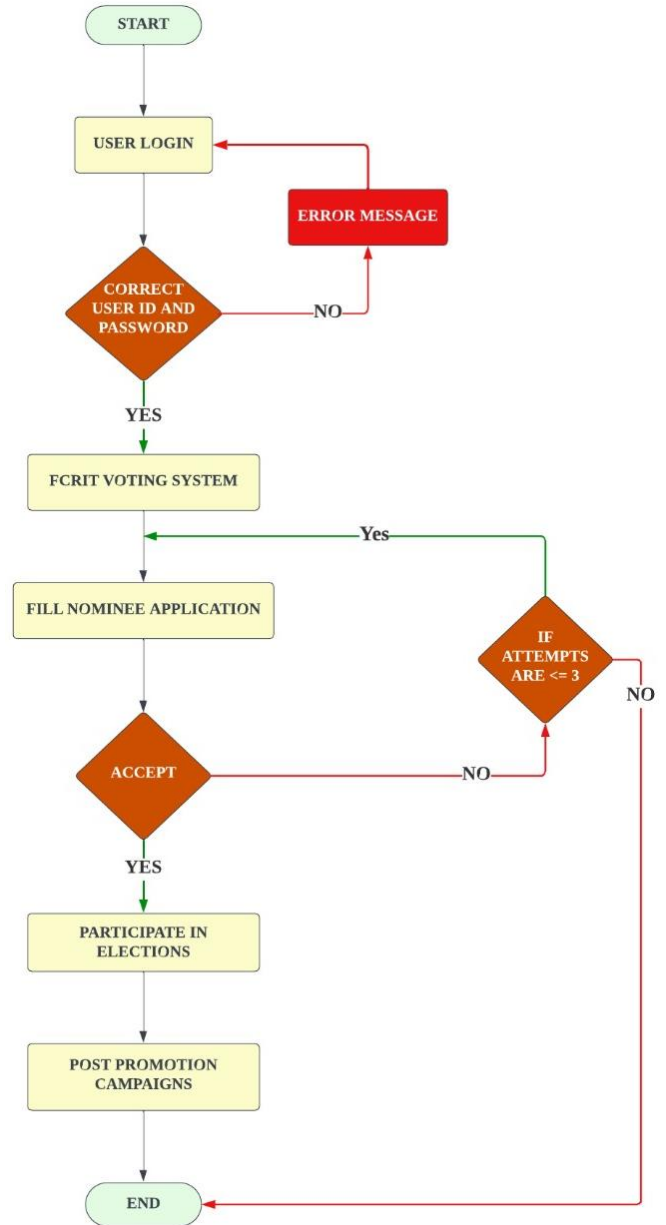 START
USER LOGIN
ERROR MESSAGE
CORRECT
USER ID AND
PASSWORD
NO
YES
FCRIT VOTING SYSTEM
Yes
FILL NOMINEE APPLICATION
IF
ATTEMPTS
ARE <= 3
NO
ACCEPT
NO
YES
PARTICIPATE IN
ELECTIONS
POST PROMOTION
CAMPAIGNS
END